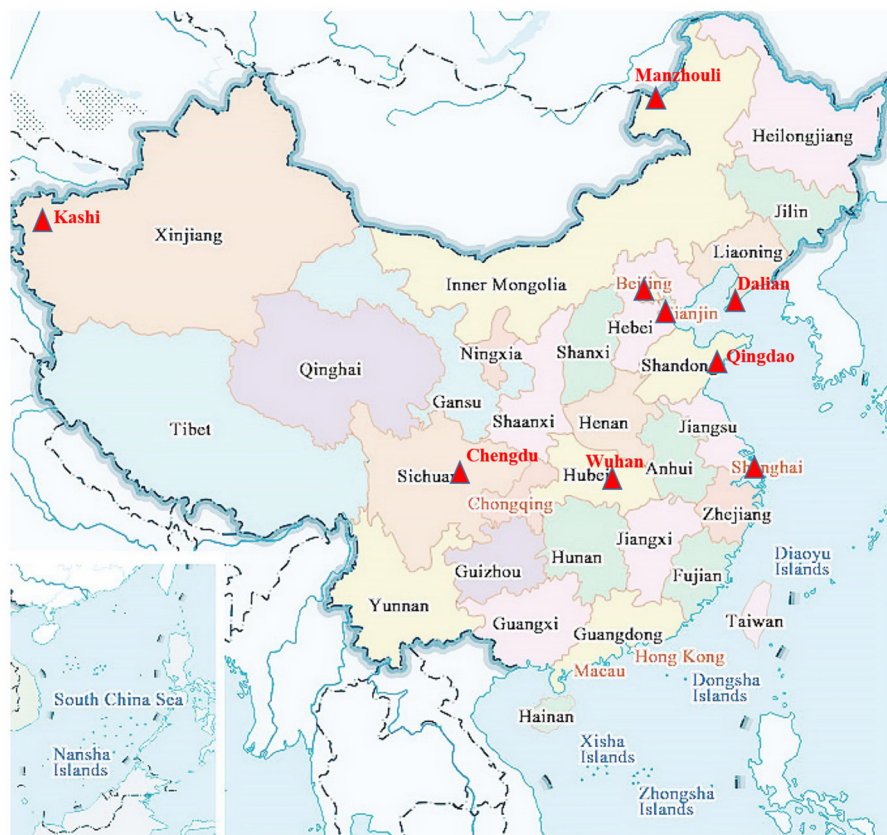 Manzhouli
Heilongjiang
Kashi
Jilin
Xinjiang
Liaoning
Inner Mongolia
Beijing
Dalian
Tianjin
Hebei
Ningxia
Shanxi
Shandong
Qingdao
Qinghai
Gansu
Shaanxi
Henan
Jiangsu
Tibet
Chengdu
Wuhan
Sichuan
Hubei
Anhui
Shanghai
Chongqing
Zhejiang
Jiangxi
Hunan
Diaoyu
Islands
Guizhou
Fujian
Yunnan
Guangxi
Guangdong
Taiwan
Hong Kong
Macau
Dongsha
Islands
South China Sea
Hainan
Nansha
Islands
Xisha
Islands
Zhongsha
Islands